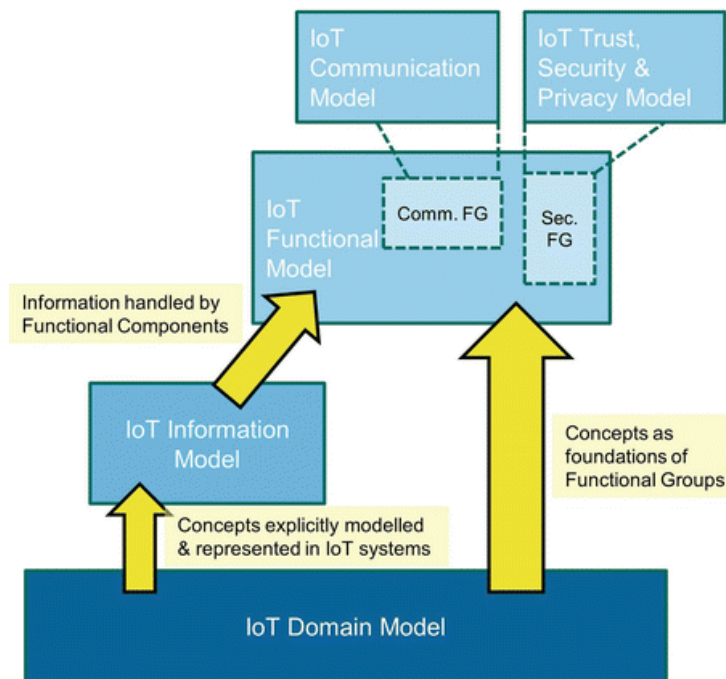 IoT
Communication
Model
IoT Trust,
Security &
Privacy Model
IoT
Functional
Model
Comm. FG
Sec.
FG
Information handled by
Functional Components
IoT Information
Model
Concepts as
foundations of
Functional Groups
Concepts explicitly modelled
& represented in IoT systems
IoT Domain Model